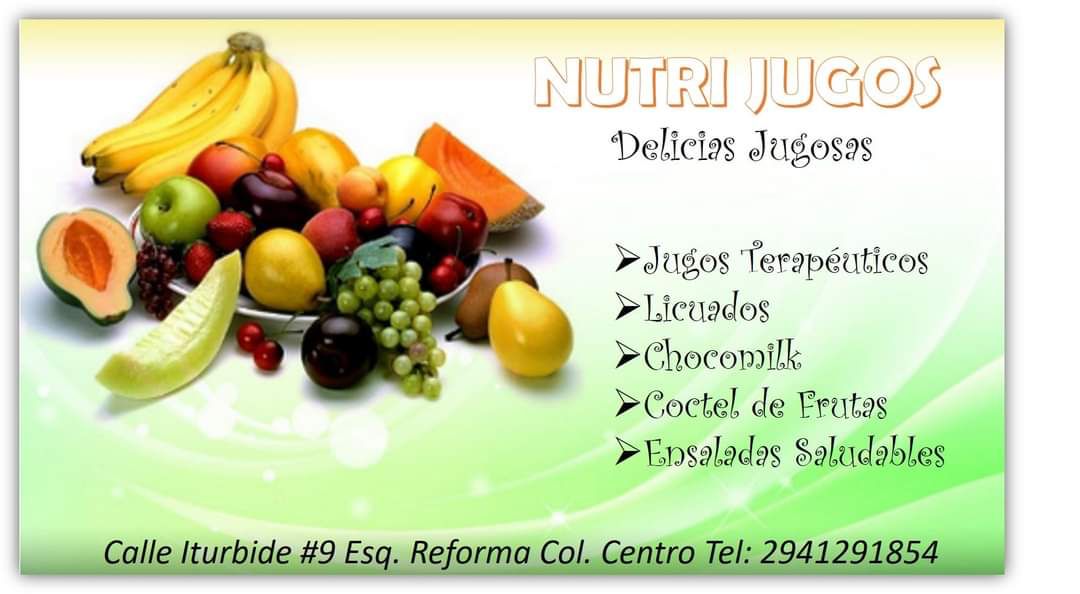 NUTRI JUGOS
Delicias Jugosas
➢Jugos Terapéuticos
➢Licuados
➢Chocomilk
➢Coctel de Frutas
➢Ensaladas Saludables
Calle Iturbide #9 Esq. Reforma Col. Centro Tel: 2941291854